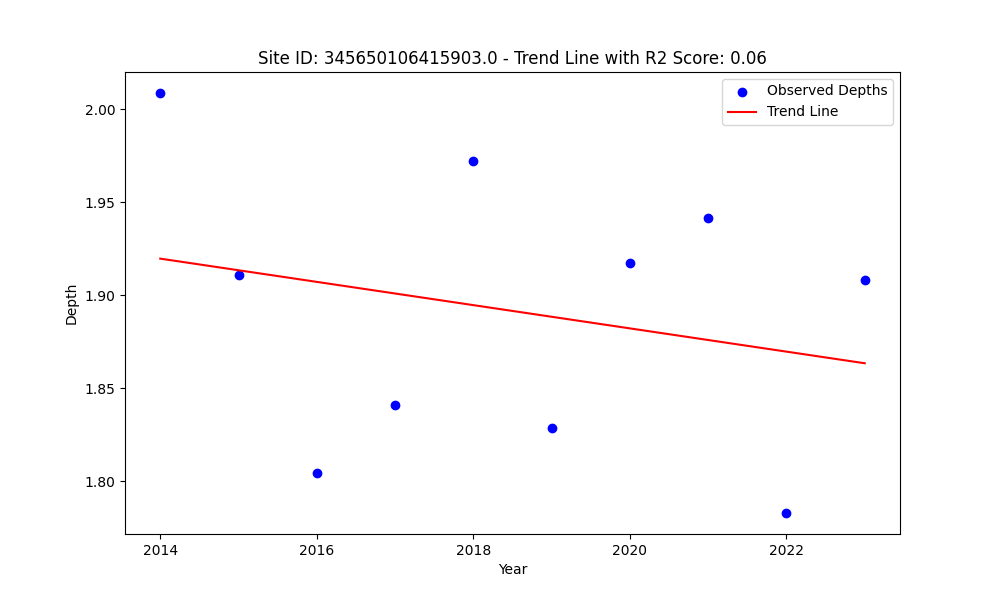 Site ID: 345650106415903.0 - Trend Line with R2 Score: 0.06
Observed Depths
Trend Line
2.00
1.95
1.90
1.85
1.80
Depth
2014
2016
2018
2020
2022
Year